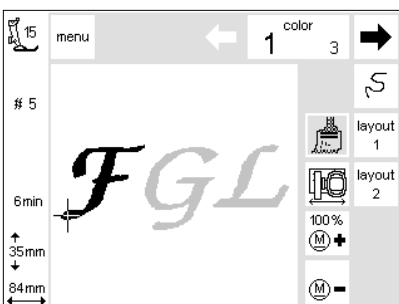 15 menu color
1 3
# 5
layout
1
FGL
layout
2
6min
100%
35mm
M +
84mm
M -